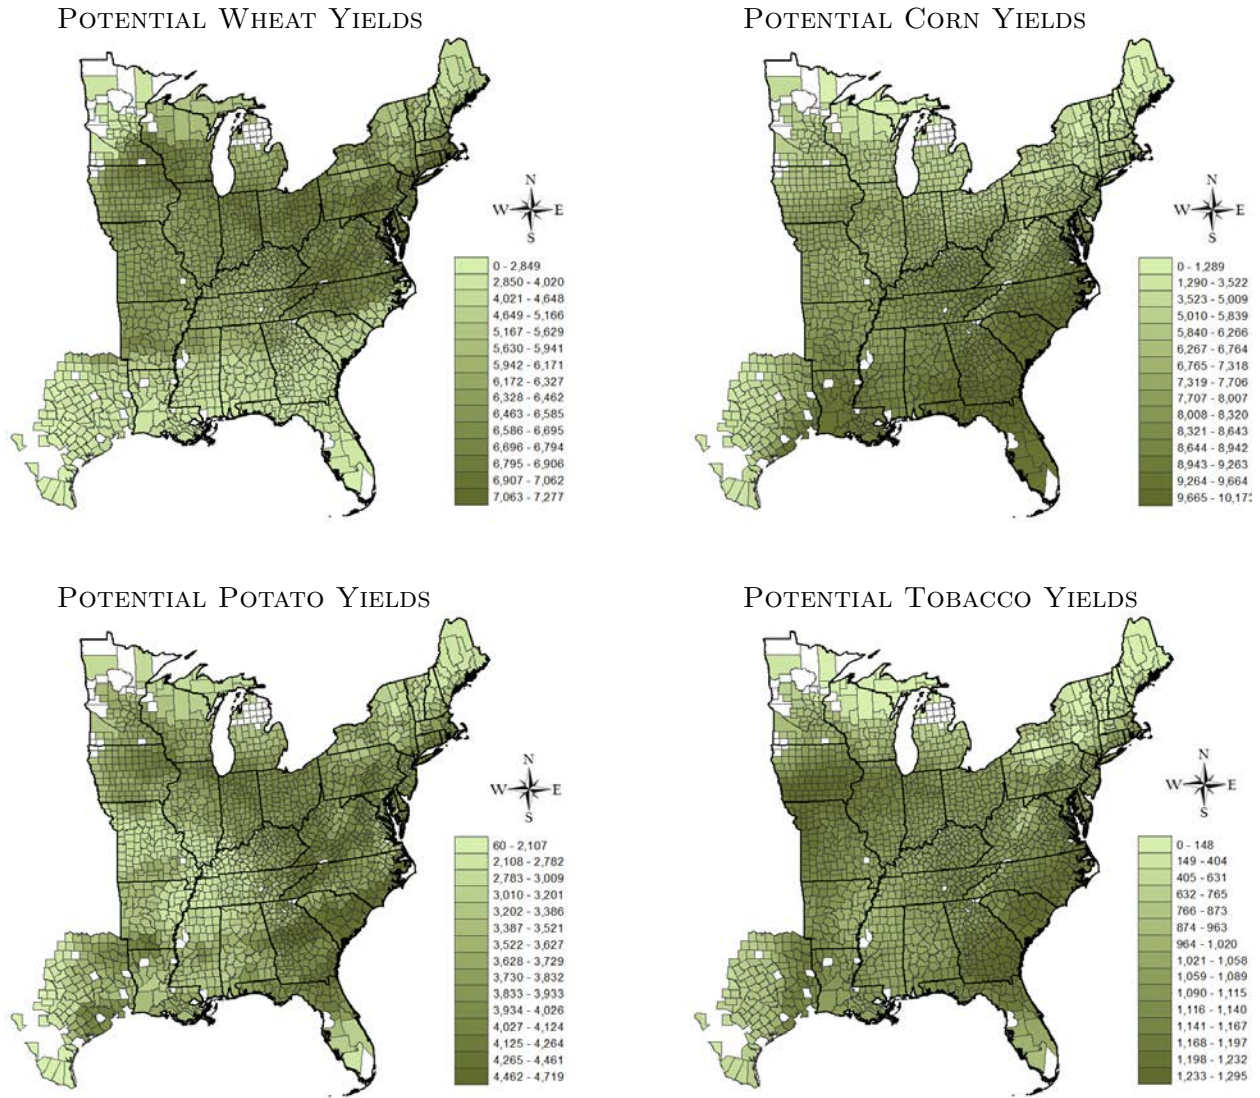 Potential Wheat Yields
N
W E
S
0 - 2,849
2,850 - 4,020
4,021 - 4,648
4,649 - 5,166
5,167 - 5,629
5,630 - 5,941
5,942 - 6,171
6,172 - 6,327
6,328 - 6,462
6,463 - 6,585
6,586 - 6,695
6,696 - 6,794
6,795 - 6,906
6,907 - 7,062
7,063 - 7,277
Potential Corn Yields
N
W E
S
0 - 1,289
1,290 - 3,522
3,523 - 5,009
5,010 - 5,839
5,840 - 6,266
6,267 - 6,764
6,765 - 7,318
7,319 - 7,706
7,707 - 8,007
8,008 - 8,320
8,321 - 8,643
8,644 - 8,942
8,943 - 9,263
9,264 - 9,664
9,665 - 10,173
Potential Potato Yields
N
W E
S
60 - 2,107
2,108 - 2,782
2,783 - 3,009
3,010 - 3,201
3,202 - 3,386
3,387 - 3,521
3,522 - 3,627
3,628 - 3,729
3,730 - 3,832
3,833 - 3,933
3,934 - 4,026
4,027 - 4,124
4,125 - 4,264
4,265 - 4,461
4,462 - 4,719
Potential Tobacco Yields
N
W E
S
0 - 148
149 - 404
405 - 631
632 - 765
766 - 873
874 - 963
964 - 1,020
1,021 - 1,058
1,059 - 1,089
1,090 - 1,115
1,116 - 1,140
1,141 - 1,167
1,168 - 1,197
1,198 - 1,232
1,233 - 1,295